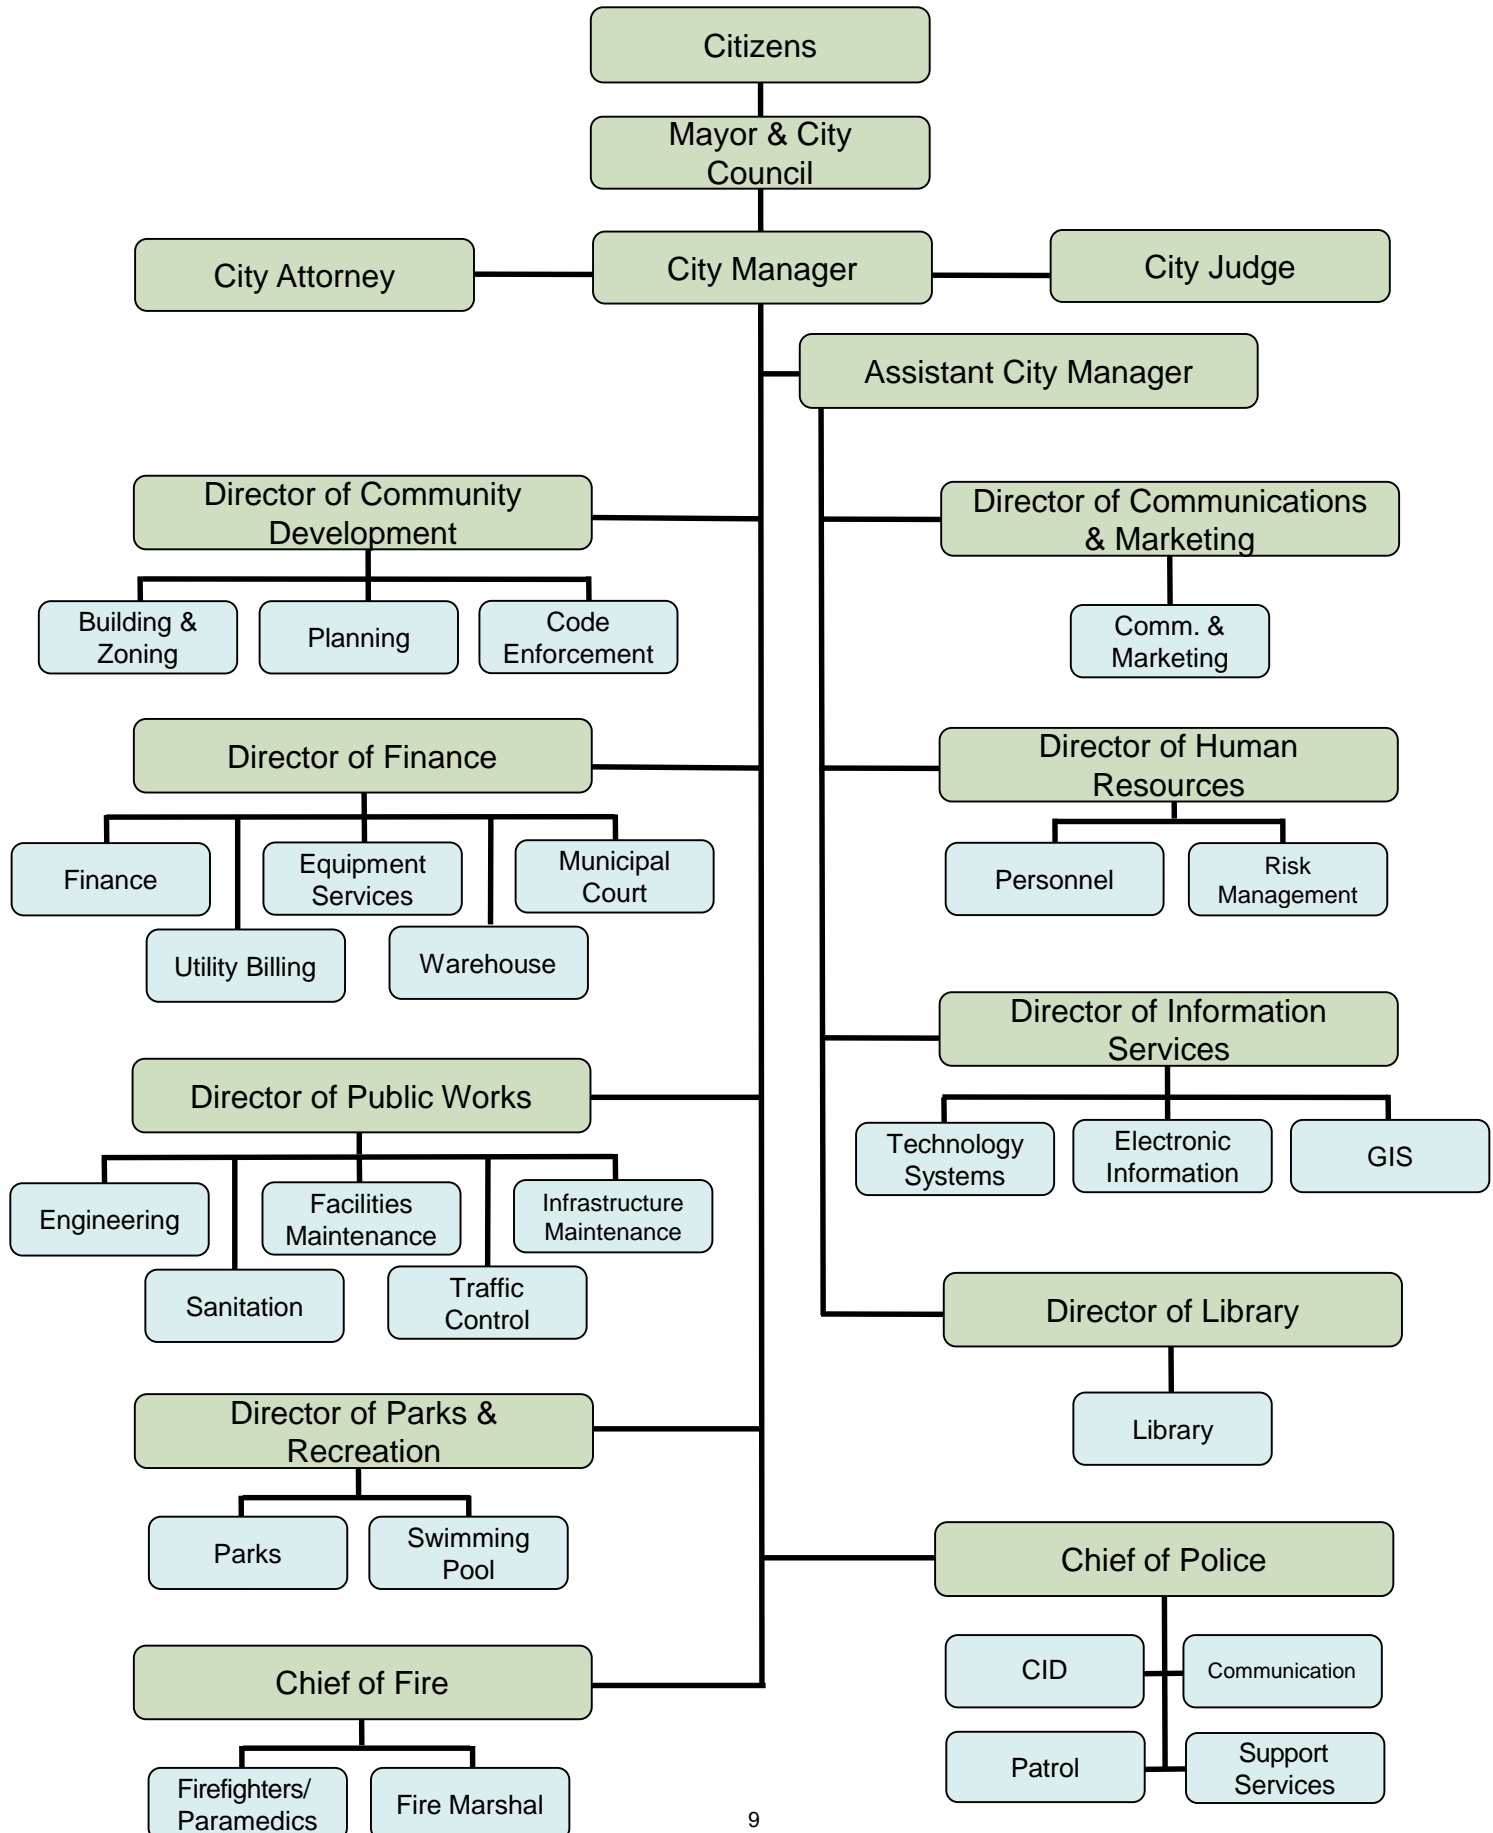 Citizens
Mayor & City
Council
City Attorney
City Manager
City Judge
Assistant City Manager
Director of Community
Development
Building &
Zoning
Planning
Code
Enforcement
Director of Communications
& Marketing
Comm. &
Marketing
Director of Finance
Finance
Equipment
Services
Municipal
Court
Utility Billing
Warehouse
Director of Human
Resources
Personnel
Risk
Management
Director of Information
Services
Technology
Systems
Electronic
Information
GIS
Director of Public Works
Engineering
Facilities
Maintenance
Infrastructure
Maintenance
Sanitation
Traffic
Control
Director of Library
Library
Director of Parks &
Recreation
Parks
Swimming
Pool
Chief of Police
CID
Communication
Patrol
Support
Services
Chief of Fire
Firefighters/
Paramedics
Fire Marshal
9